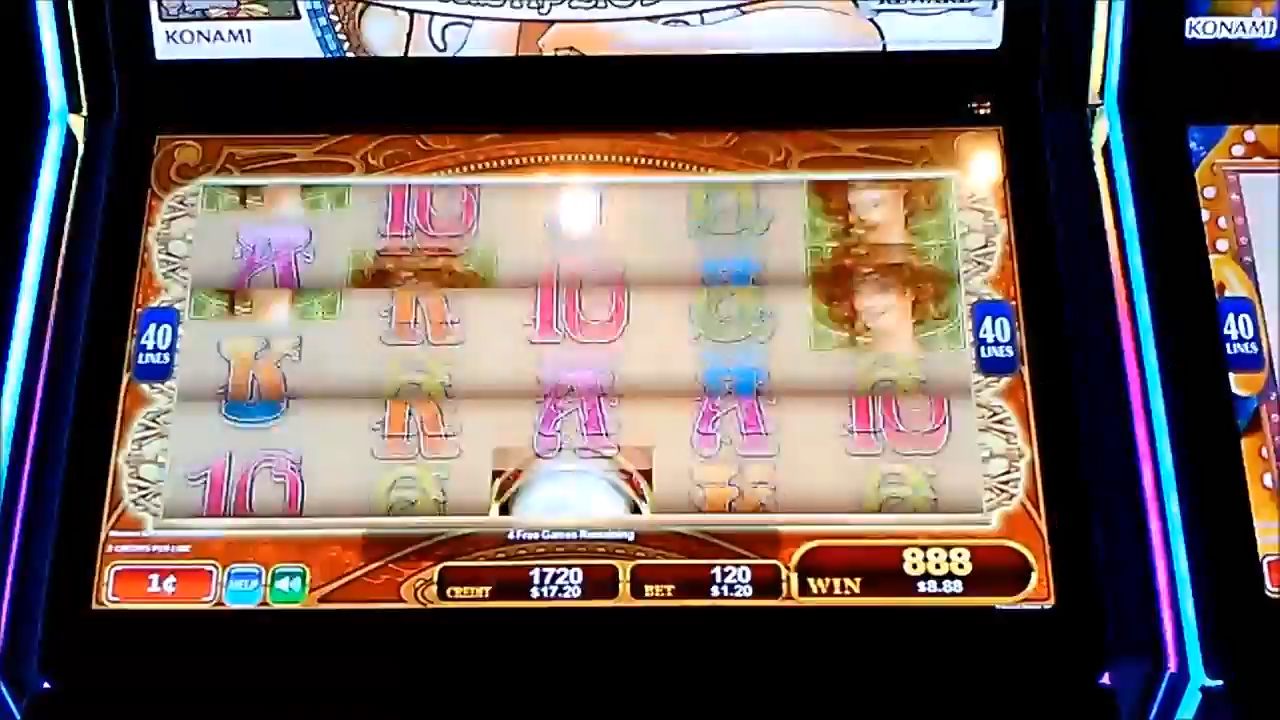 KONAMI
KONAMI
10
A
K
10
40
LINES
40
LINES
40
LINES
K
K
A
A
10
10
4 Free Games Remaining
1¢
HELP
CREDIT
1720
$17.20
BET
120
$1.20
WIN
888
$8.88